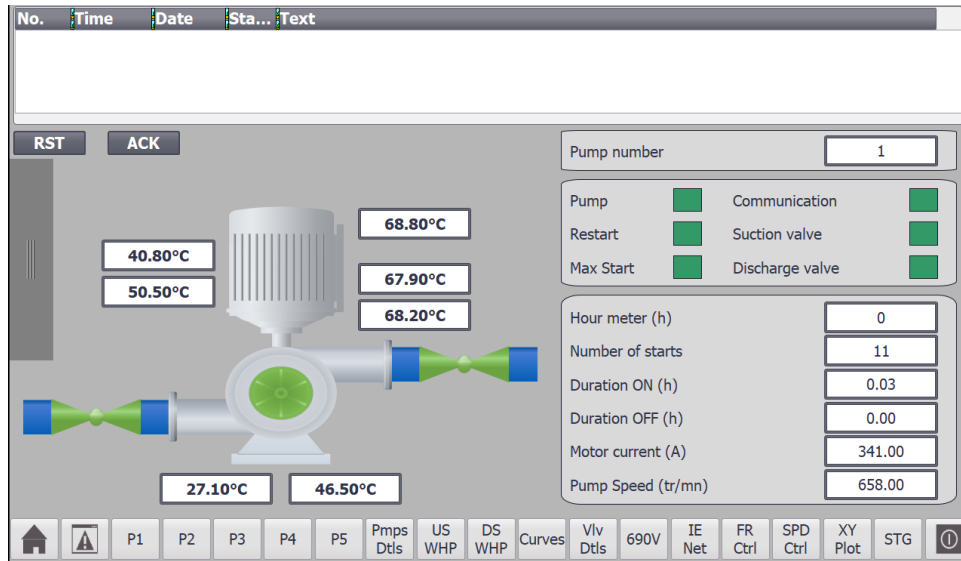 No. Time Date Sta... Text
RST ACK
Pump number 1
Pump Communication
Restart Suction valve
Max Start Discharge valve
68.80°C
40.80°C
67.90°C
50.50°C
68.20°C
27.10°C 46.50°C
Hour meter (h) 0
Number of starts 11
Duration ON (h) 0.03
Duration OFF (h) 0.00
Motor current (A) 341.00
Pump Speed (tr/mn) 658.00
P1 P2 P3 P4 P5 Pmps Dtls US WHP DS WHP Curves Vlv Dtls 690V IE Net FR Ctrl SPD Ctrl XY Plot STG